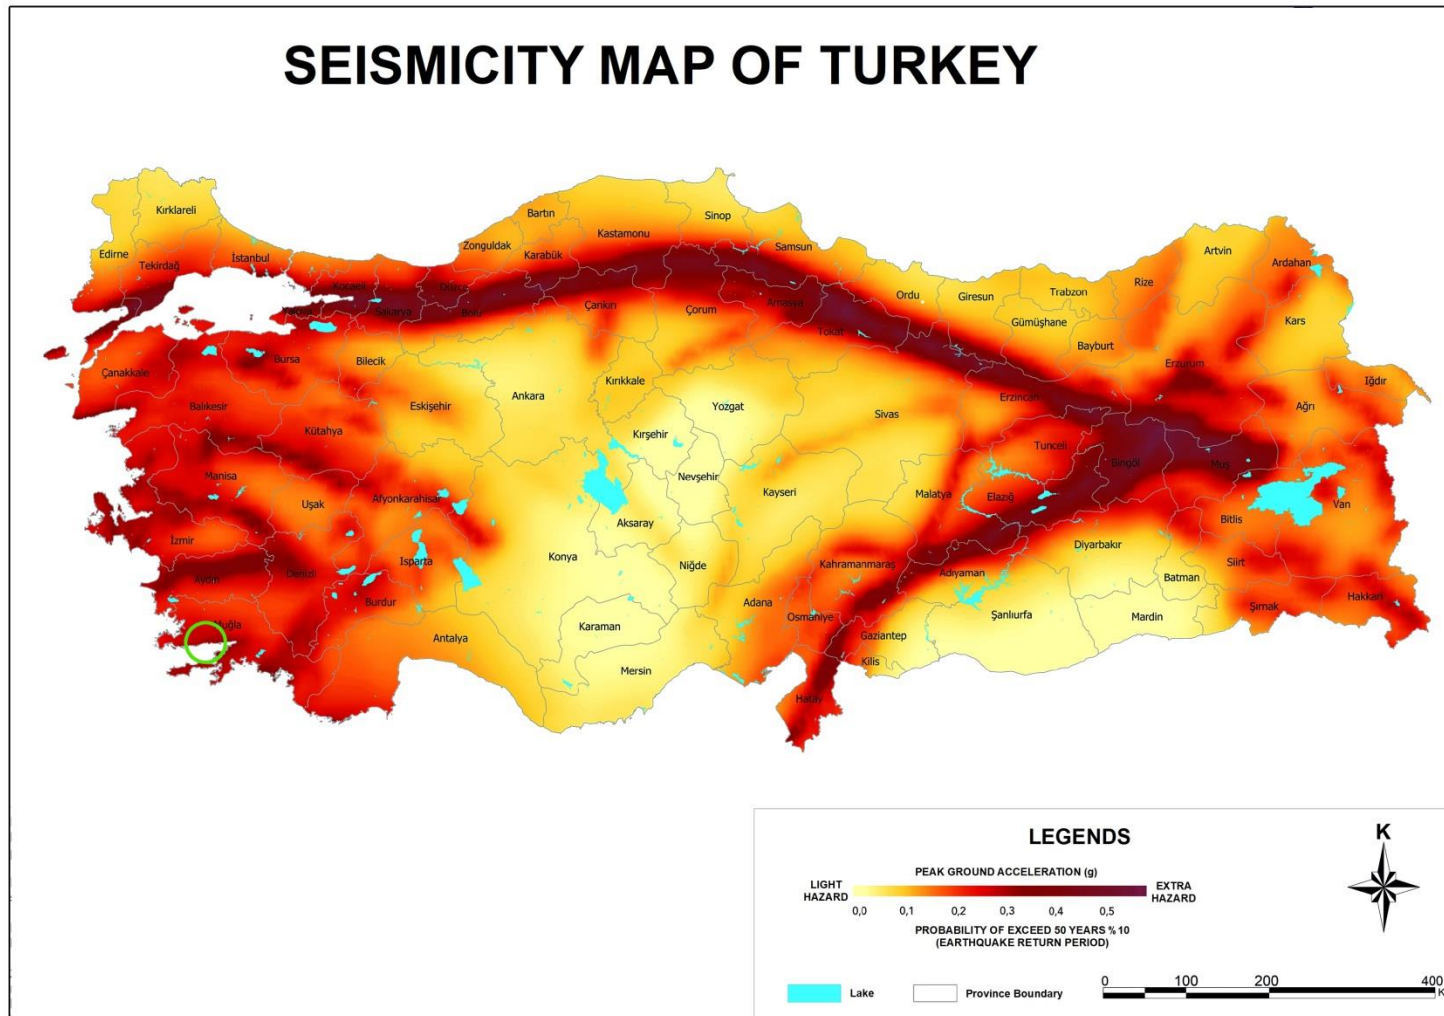 SEISMICITY MAP OF TURKEY
Kırklareli
Edirne
Tekirdağ
İstanbul
Kocaeli
Yalova
Sakarya
Düzce
Bolu
Zonguldak
Bartın
Karabük
Kastamonu
Sinop
Samsun
Çankırı
Çorum
Amasya
Tokat
Ordu
Giresun
Trabzon
Gümüşhane
Bayburt
Rize
Artvin
Ardahan
Kars
Iğdır
Ağrı
Erzurum
Erzincan
Çanakkale
Bursa
Bilecik
Balıkesir
Kütahya
Eskişehir
Ankara
Kırıkkale
Yozgat
Kırşehir
Sivas
Tunceli
Bingöl
Muş
Van
Bitlis
Manisa
Uşak
Afyonkarahisar
Nevşehir
Kayseri
Malatya
Elazığ
Diyarbakır
Siirt
Batman
İzmir
Aydın
Denizli
Isparta
Burdur
Konya
Aksaray
Niğde
Kahramanmaraş
Adıyaman
Adana
Osmaniye
Gaziantep
Şanlıurfa
Mardin
Şırnak
Hakkari
Muğla
Antalya
Karaman
Mersin
Kilis
Hatay
LEGENDS
PEAK GROUND ACCELERATION (g)
LIGHT HAZARD
EXTRA HAZARD
0,0 0,1 0,2 0,3 0,4 0,5
PROBABILITY OF EXCEED 50 YEARS %10
(EARTHQUAKE RETURN PERIOD)
Lake
Province Boundary
K
0 100 200 400
K